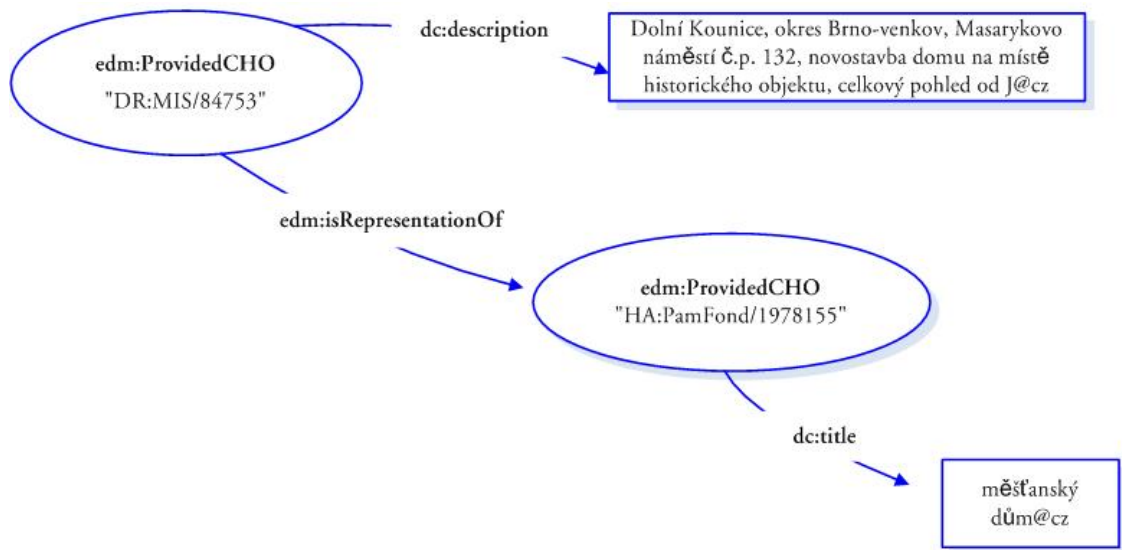 edm:ProvidedCHO
"DR:MIS/84753"
dc:description
Dolní Kounice, okres Brno-venkov, Masarykovo
náměstí č.p. 132, novostavba domu na místě
historického objektu, celkový pohled od J@cz
edm:isRepresentationOf
edm:ProvidedCHO
"HA:PamFond/1978155"
dc:title
měšťanský
dům@cz